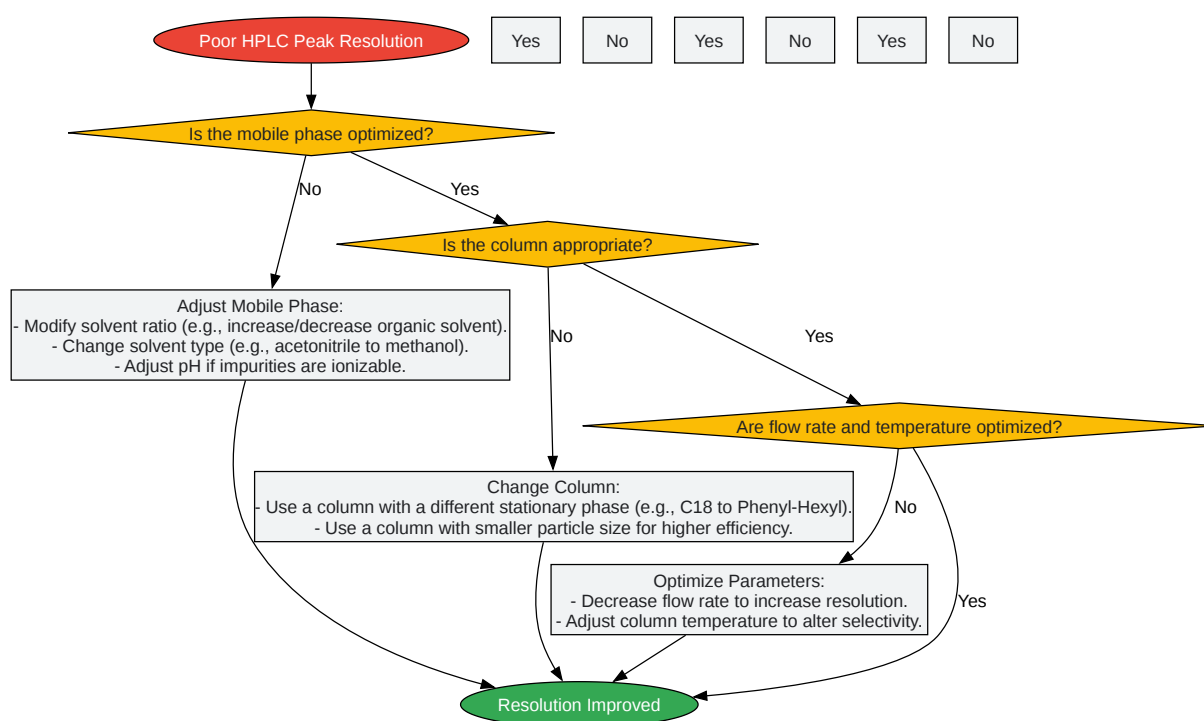 Poor HPLC Peak Resolution
Yes
No
Yes
No
Yes
No
Is the mobile phase optimized?
No
Yes
Is the column appropriate?
Adjust Mobile Phase:
- Modify solvent ratio (e.g., increase/decrease organic solvent).
- Change solvent type (e.g., acetonitrile to methanol).
- Adjust pH if impurities are ionizable.
No
Yes
Are flow rate and temperature optimized?
Change Column:
- Use a column with a different stationary phase (e.g., C18 to Phenyl-Hexyl).
- Use a column with smaller particle size for higher efficiency.
No
Optimize Parameters:
- Decrease flow rate to increase resolution.
- Adjust column temperature to alter selectivity.
Yes
Resolution Improved